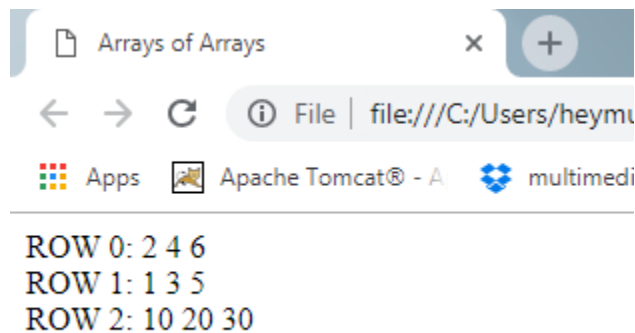 Arrays of Arrays
File | file:///C:/Users/heymu
Apps Apache Tomcat® - A multimedi
ROW 0: 2 4 6
ROW 1: 1 3 5
ROW 2: 10 20 30